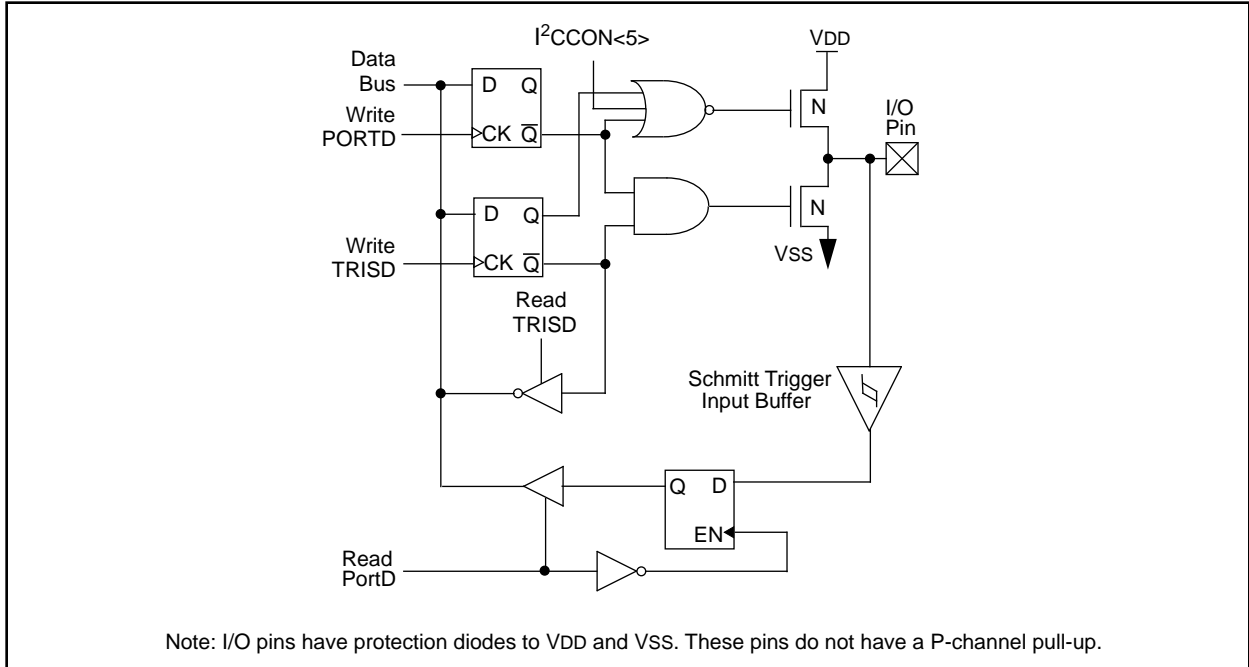 I²CCON<5>
VDD
Data
Bus
D Q
Write
PORTD
CK Q̅
N
I/O
Pin
D Q
N
Write
TRISD
CK Q̅
VSS
Read
TRISD
Schmitt Trigger
Input Buffer
Q D
EN
Read
PortD
Note: I/O pins have protection diodes to VDD and VSS. These pins do not have a P-channel pull-up.